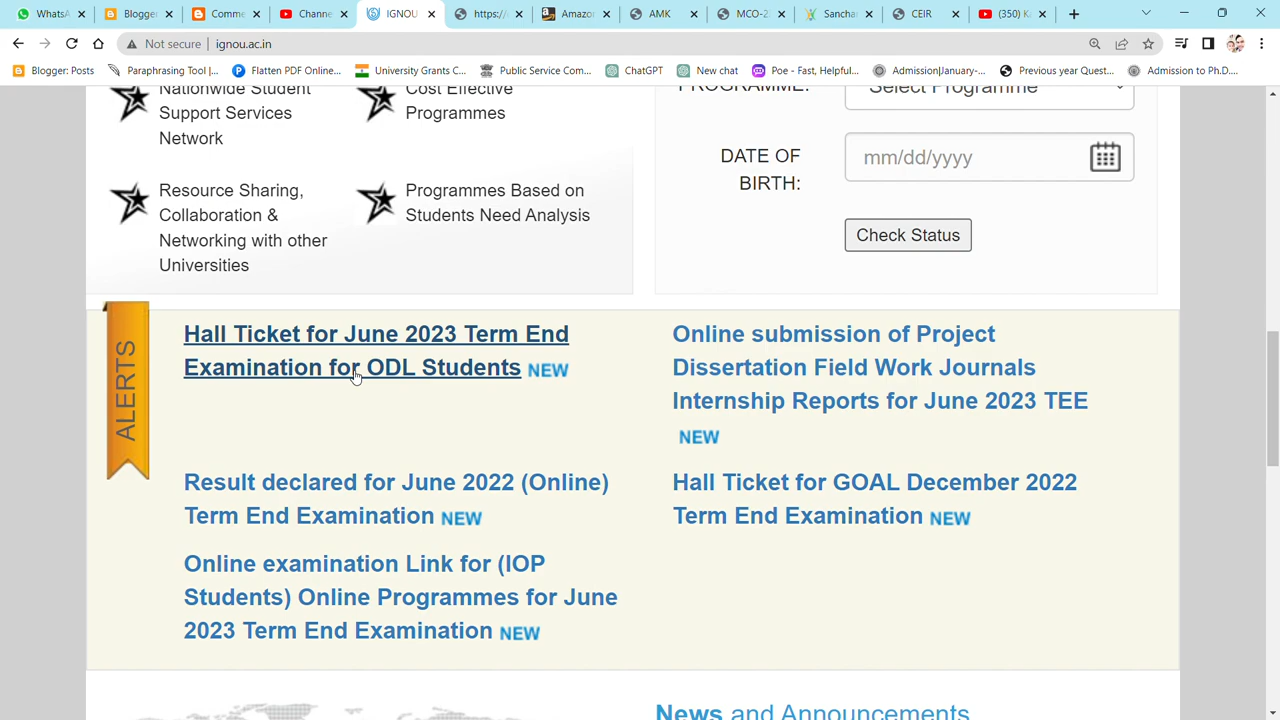 WhatsA
Blogger
Comme
Channe
IGNOU
https://
Amazo
AMK
MCO-2
Sancha
CEIR
(350) K
Not secure | ignou.ac.in
Blogger: Posts
Paraphrasing Tool |...
Flatten PDF Online...
University Grants C...
Public Service Com...
ChatGPT
New chat
Poe - Fast, Helpful...
Admission|January-...
Previous year Quest...
Admission to Ph.D....
Nationwide Student
Support Services
Network
Cost Effective
Programmes
Resource Sharing,
Collaboration &
Networking with other
Universities
Programmes Based on
Students Need Analysis
PROGRAMME:
Select Programme
DATE OF
BIRTH:
mm/dd/yyyy
Check Status
ALERTS
Hall Ticket for June 2023 Term End
Examination for ODL Students NEW
Online submission of Project
Dissertation Field Work Journals
Internship Reports for June 2023 TEE
NEW
Result declared for June 2022 (Online)
Term End Examination NEW
Hall Ticket for GOAL December 2022
Term End Examination NEW
Online examination Link for (IOP
Students) Online Programmes for June
2023 Term End Examination NEW
News and Announcements